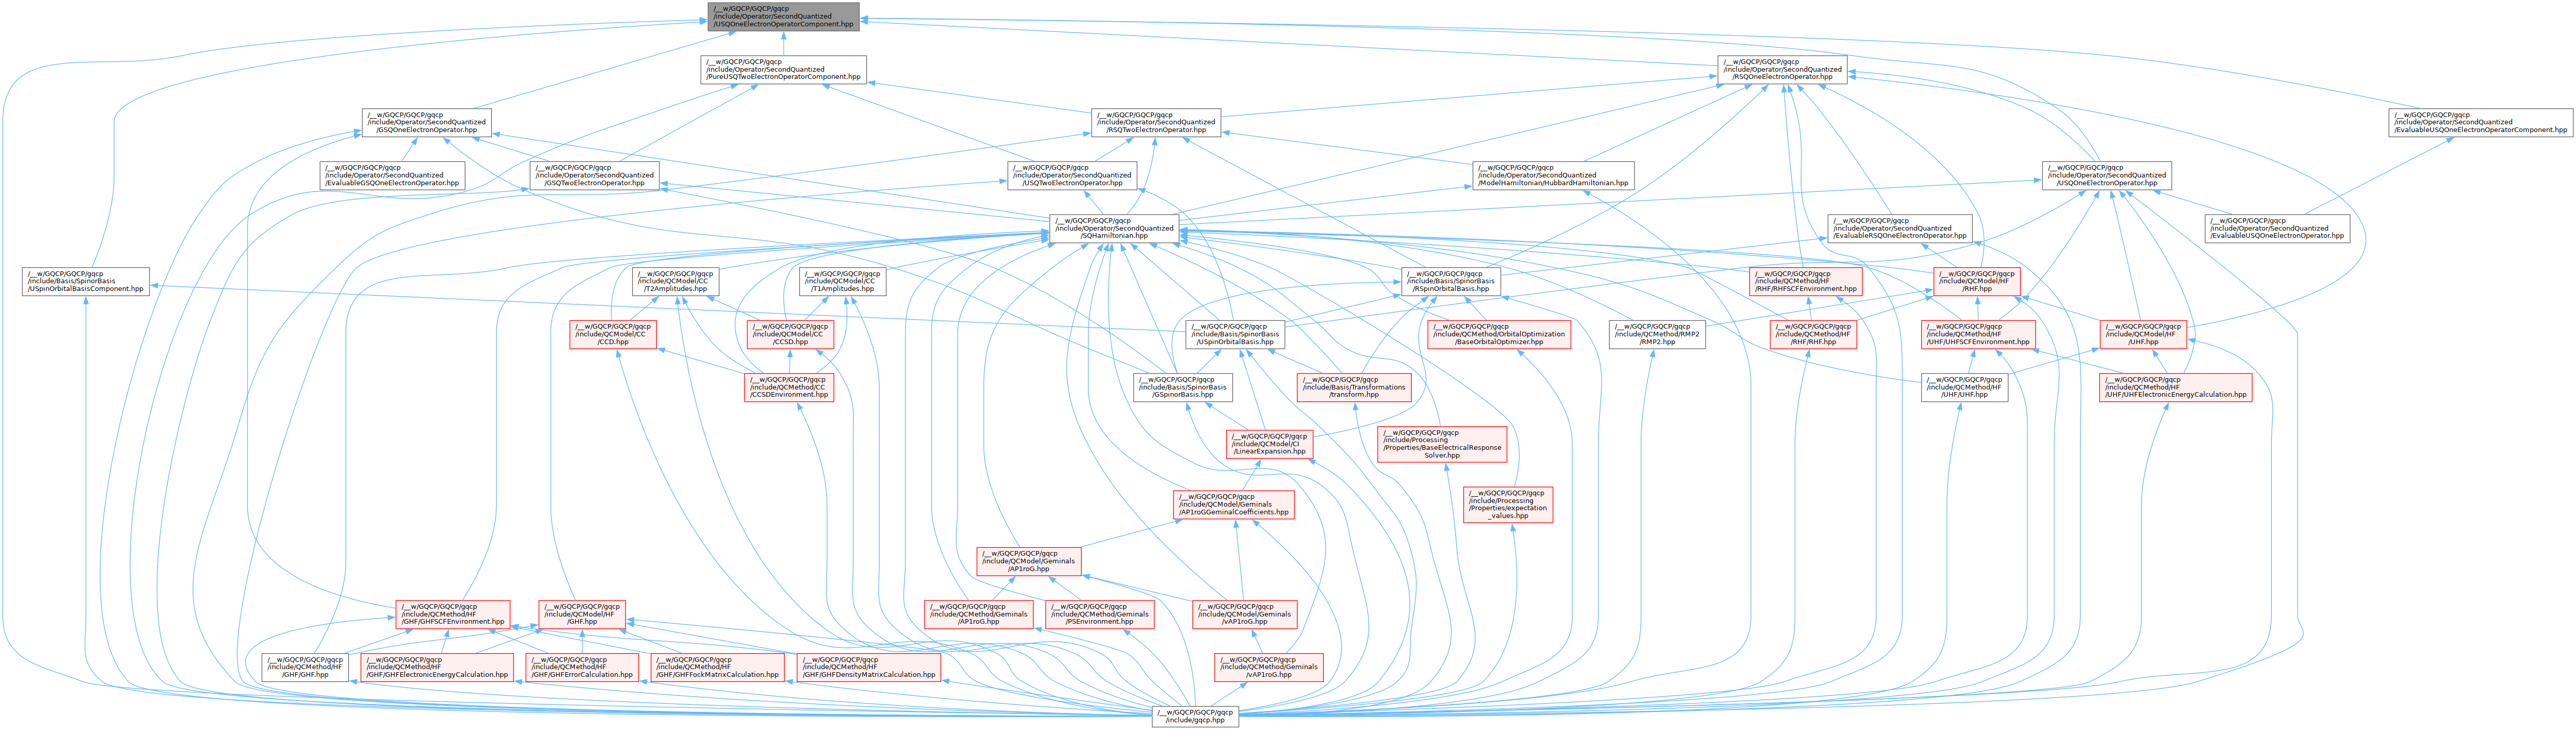 /__w/GQCP/GQCP/gqcp
/include/Operator/SecondQuantized
/USQOneElectronOperatorComponent.hpp
/__w/GQCP/GQCP/gqcp
/include/Operator/SecondQuantized
/PureUSQTwoElectronOperatorComponent.hpp
/__w/GQCP/GQCP/gqcp
/include/Operator/SecondQuantized
/RSQOneElectronOperator.hpp
/__w/GQCP/GQCP/gqcp
/include/Operator/SecondQuantized
/GSQOneElectronOperator.hpp
/__w/GQCP/GQCP/gqcp
/include/Operator/SecondQuantized
/RSQTwoElectronOperator.hpp
/__w/GQCP/GQCP/gqcp
/include/Operator/SecondQuantized
/EvaluableUSQOneElectronOperatorComponent.hpp
/__w/GQCP/GQCP/gqcp
/include/Operator/SecondQuantized
/EvaluableGSQOneElectronOperator.hpp
/__w/GQCP/GQCP/gqcp
/include/Operator/SecondQuantized
/GSQTwoElectronOperator.hpp
/__w/GQCP/GQCP/gqcp
/include/Operator/SecondQuantized
/USQTwoElectronOperator.hpp
/__w/GQCP/GQCP/gqcp
/include/Operator/SecondQuantized
/ModelHamiltonian/HubbardHamiltonian.hpp
/__w/GQCP/GQCP/gqcp
/include/Operator/SecondQuantized
/USQOneElectronOperator.hpp
/__w/GQCP/GQCP/gqcp
/include/Operator/SecondQuantized
/SQHamiltonian.hpp
/__w/GQCP/GQCP/gqcp
/include/Operator/SecondQuantized
/EvaluableRSQOneElectronOperator.hpp
/__w/GQCP/GQCP/gqcp
/include/Operator/SecondQuantized
/EvaluableUSQOneElectronOperator.hpp
/__w/GQCP/GQCP/gqcp
/include/Basis/SpinorBasis
/USpinOrbitalBasisComponent.hpp
/__w/GQCP/GQCP/gqcp
/include/QCModel/CC
/T2Amplitudes.hpp
/__w/GQCP/GQCP/gqcp
/include/QCModel/CC
/T1Amplitudes.hpp
/__w/GQCP/GQCP/gqcp
/include/Basis/SpinorBasis
/RSpinOrbitalBasis.hpp
/__w/GQCP/GQCP/gqcp
/include/QCMethod/HF
/RHF/RHFSCFEnvironment.hpp
/__w/GQCP/GQCP/gqcp
/include/QCModel/HF
/RHF.hpp
/__w/GQCP/GQCP/gqcp
/include/QCModel/CC
/CCD.hpp
/__w/GQCP/GQCP/gqcp
/include/QCModel/CC
/CCSD.hpp
/__w/GQCP/GQCP/gqcp
/include/Basis/SpinorBasis
/USpinOrbitalBasis.hpp
/__w/GQCP/GQCP/gqcp
/include/QCMethod/OrbitalOptimization
/BaseOrbitalOptimizer.hpp
/__w/GQCP/GQCP/gqcp
/include/QCMethod/RMP2
/RMP2.hpp
/__w/GQCP/GQCP/gqcp
/include/QCMethod/HF
/RHF/RHF.hpp
/__w/GQCP/GQCP/gqcp
/include/QCMethod/HF
/UHF/UHFSCFEnvironment.hpp
/__w/GQCP/GQCP/gqcp
/include/QCModel/HF
/UHF.hpp
/__w/GQCP/GQCP/gqcp
/include/QCMethod/CC
/CCSDEnvironment.hpp
/__w/GQCP/GQCP/gqcp
/include/Basis/SpinorBasis
/GSpinorBasis.hpp
/__w/GQCP/GQCP/gqcp
/include/Basis/Transformations
/transform.hpp
/__w/GQCP/GQCP/gqcp
/include/QCMethod/HF
/UHF/UHF.hpp
/__w/GQCP/GQCP/gqcp
/include/QCMethod/HF
/UHF/UHFElectronicEnergyCalculation.hpp
/__w/GQCP/GQCP/gqcp
/include/QCModel/CI
/LinearExpansion.hpp
/__w/GQCP/GQCP/gqcp
/include/Processing
/Properties/BaseElectricalResponse
Solver.hpp
/__w/GQCP/GQCP/gqcp
/include/QCModel/Geminals
/AP1roGGeminalCoefficients.hpp
/__w/GQCP/GQCP/gqcp
/include/Processing
/Properties/expectation
_values.hpp
/__w/GQCP/GQCP/gqcp
/include/QCModel/Geminals
/AP1roG.hpp
/__w/GQCP/GQCP/gqcp
/include/QCMethod/HF
/GHF/GHFSCFEnvironment.hpp
/__w/GQCP/GQCP/gqcp
/include/QCModel/HF
/GHF.hpp
/__w/GQCP/GQCP/gqcp
/include/QCMethod/Geminals
/AP1roG.hpp
/__w/GQCP/GQCP/gqcp
/include/QCMethod/Geminals
/PSEnvironment.hpp
/__w/GQCP/GQCP/gqcp
/include/QCModel/Geminals
/vAP1roG.hpp
/__w/GQCP/GQCP/gqcp
/include/QCMethod/HF
/GHF/GHF.hpp
/__w/GQCP/GQCP/gqcp
/include/QCMethod/HF
/GHF/GHFElectronicEnergyCalculation.hpp
/__w/GQCP/GQCP/gqcp
/include/QCMethod/HF
/GHF/GHFErrorCalculation.hpp
/__w/GQCP/GQCP/gqcp
/include/QCMethod/HF
/GHF/GHFFockMatrixCalculation.hpp
/__w/GQCP/GQCP/gqcp
/include/QCMethod/HF
/GHF/GHFDensityMatrixCalculation.hpp
/__w/GQCP/GQCP/gqcp
/include/QCMethod/Geminals
/vAP1roG.hpp
/__w/GQCP/GQCP/gqcp
/include/gqcp.hpp